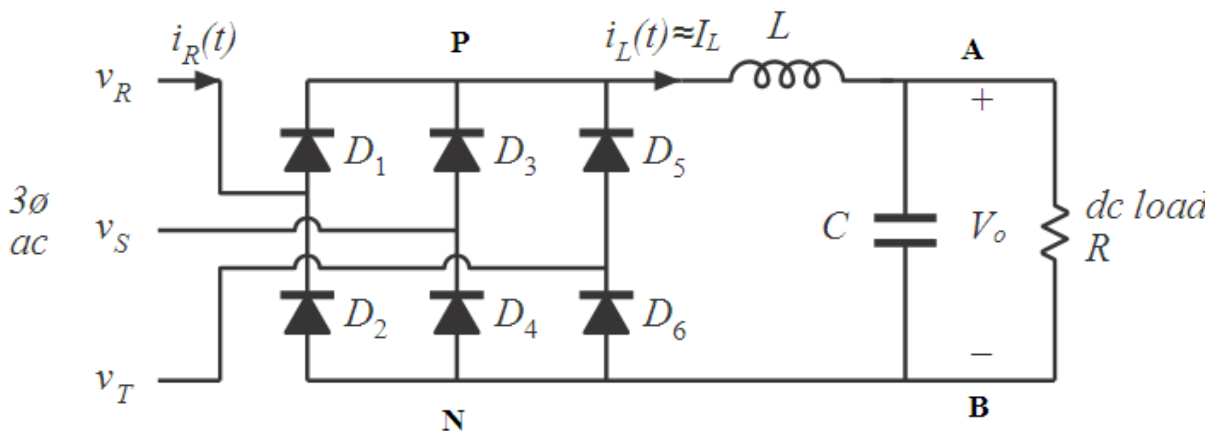 i_R(t)
P
i_L(t)≈I_L
L
A
v_R
+
D_1
D_3
D_5
3ø
ac
v_S
C
V_o
dc load
R
D_2
D_4
D_6
v_T
−
N
B